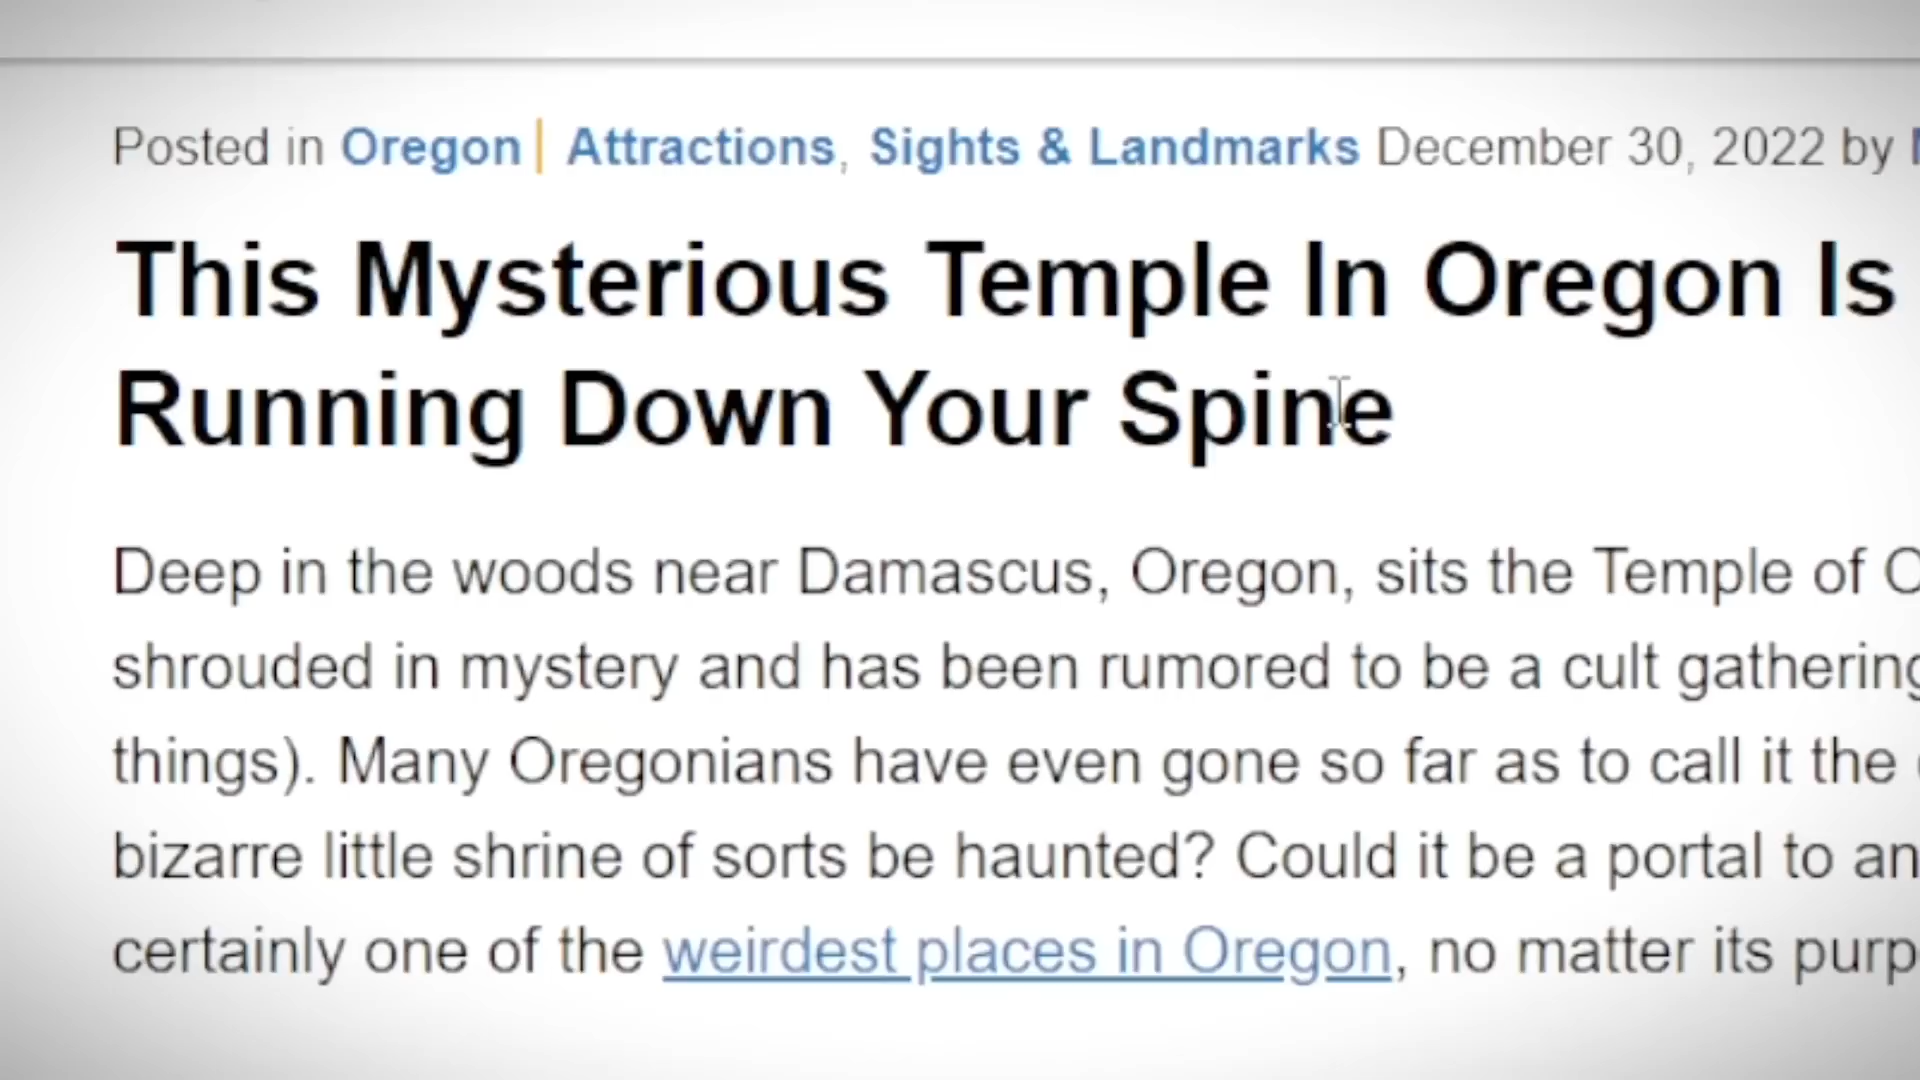 Posted in Oregon | Attractions, Sights & Landmarks December 30, 2022 by
This Mysterious Temple In Oregon Is
Running Down Your Spine
Deep in the woods near Damascus, Oregon, sits the Temple of
shrouded in mystery and has been rumored to be a cult gathering
things). Many Oregonians have even gone so far as to call it the
bizarre little shrine of sorts be haunted? Could it be a portal to an
certainly one of the weirdest places in Oregon, no matter its purp